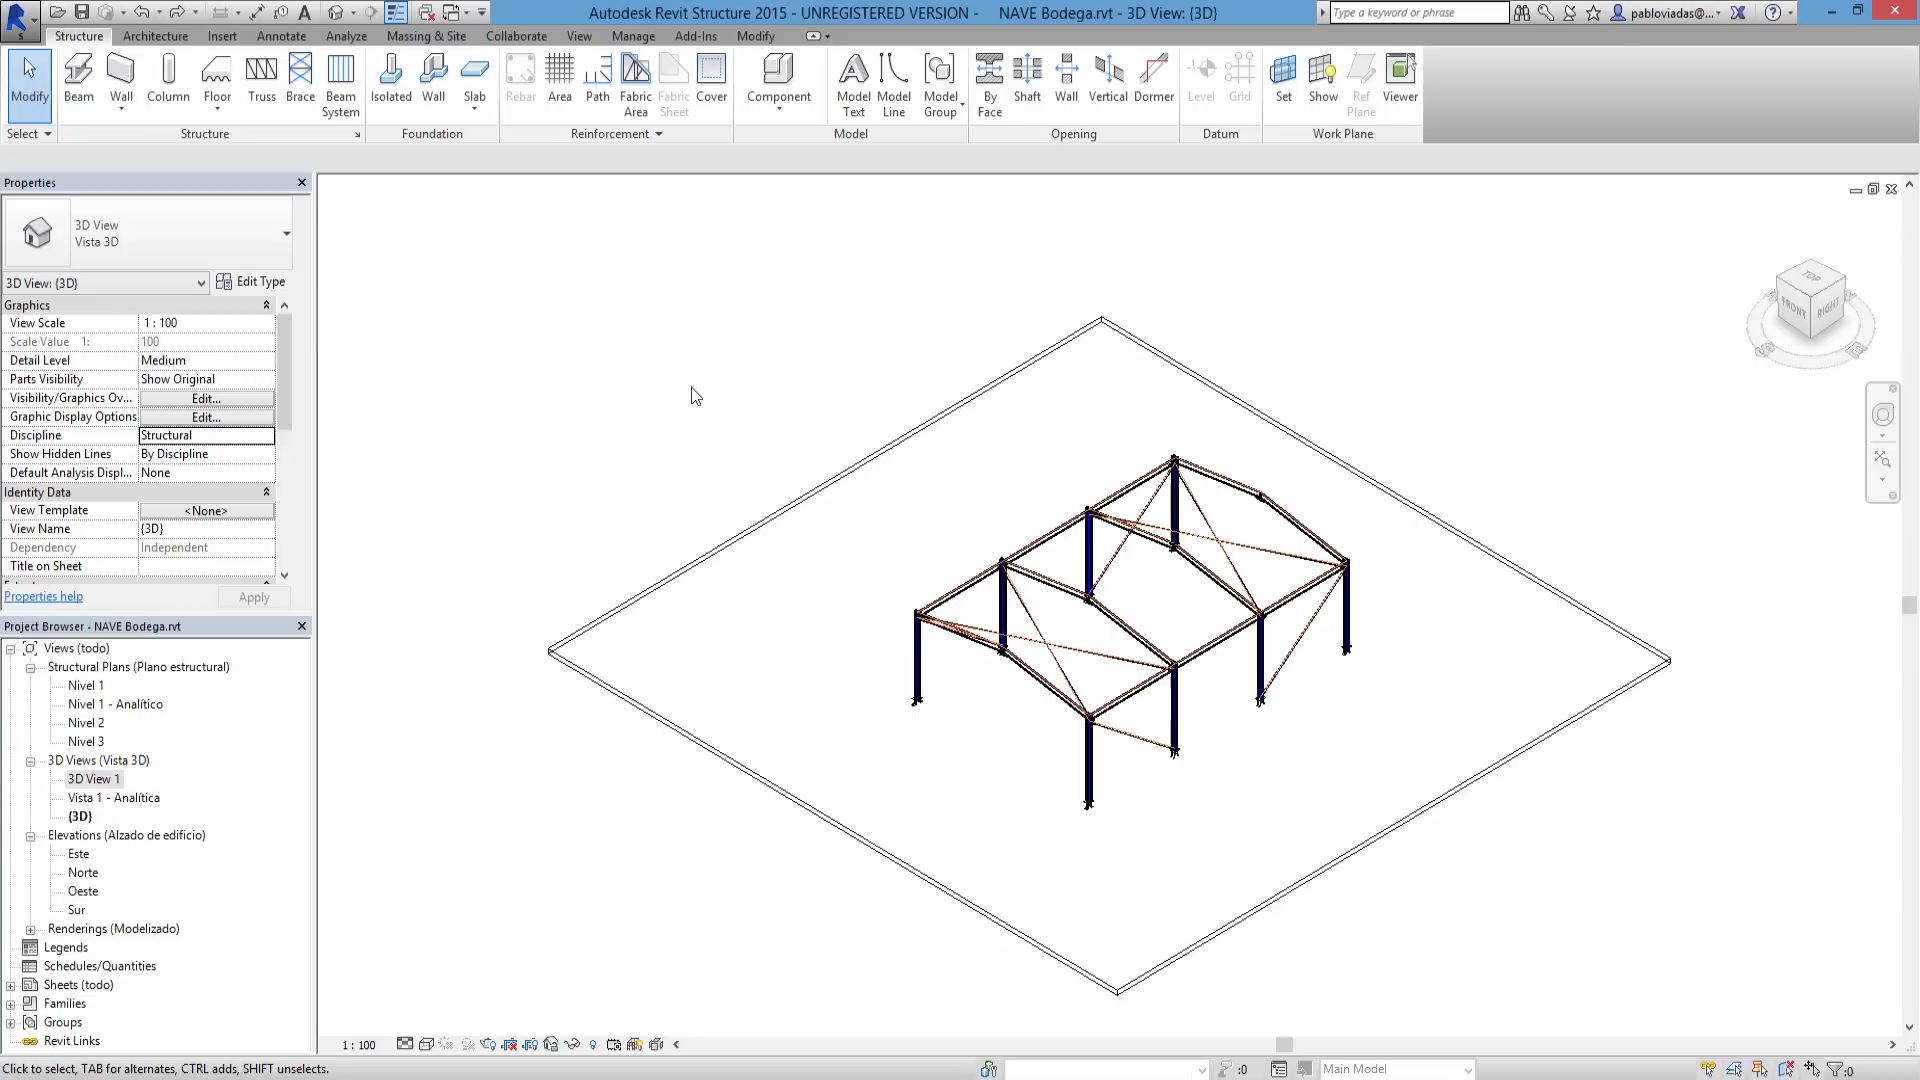 Autodesk Revit Structure 2015 - UNREGISTERED VERSION - NAVE Bodega.rvt - 3D View: {3D}
Type a keyword or phrase
pabloviadas@...
Structure Architecture Insert Annotate Analyze Massing & Site Collaborate View Manage Add-Ins Modify
Modify Beam Wall Column Floor Truss Brace Beam System Isolated Wall Slab Rebar Area Path Fabric Area Fabric Sheet Cover Component Model Text Model Line Model Group By Face Shaft Wall Vertical Dormer Level Grid Set Show Ref Plane Viewer
Select Structure Foundation Reinforcement Model Opening Datum Work Plane
Properties
3D View
Vista 3D
3D View: {3D} Edit Type
Graphics
View Scale 1 : 100
Scale Value 1: 100
Detail Level Medium
Parts Visibility Show Original
Visibility/Graphics Ov... Edit...
Graphic Display Options Edit...
Discipline Structural
Show Hidden Lines By Discipline
Default Analysis Displ... None
Identity Data
View Template <None>
View Name {3D}
Dependency Independent
Title on Sheet
Properties help Apply
Project Browser - NAVE Bodega.rvt
Views (todo)
Structural Plans (Plano estructural)
Nivel 1
Nivel 1 - Analítico
Nivel 2
Nivel 3
3D Views (Vista 3D)
3D View 1
Vista 1 - Analítica
{3D}
Elevations (Alzado de edificio)
Este
Norte
Oeste
Sur
Renderings (Modelizado)
Legends
Schedules/Quantities
Sheets (todo)
Families
Groups
Revit Links
TOP
FRONT RIGHT
S E
1 : 100
Click to select, TAB for alternates, CTRL adds, SHIFT unselects.
:0
Main Model
:0